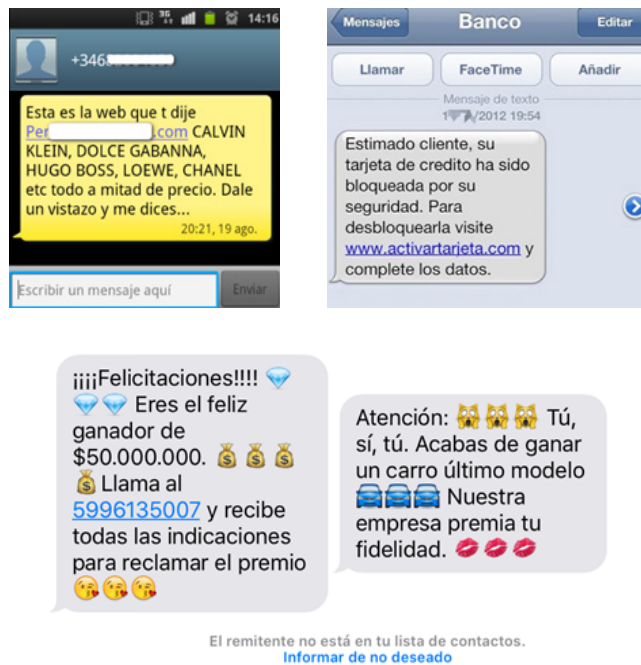 3G 14:16
+346
Esta es la web que t dije
Per .com CALVIN
KLEIN, DOLCE GABANNA,
HUGO BOSS, LOEWE, CHANEL
etc todo a mitad de precio. Dale
un vistazo y me dices...
20:21, 19 ago.
Escribir un mensaje aquí
Enviar
Mensajes
Banco
Editar
Llamar
FaceTime
Añadir
Mensaje de texto
/2012 19:54
Estimado cliente, su
tarjeta de credito ha sido
bloqueada por su
seguridad. Para
desbloquearla visite
www.activartarjeta.com y
complete los datos.
¡¡¡¡Felicitaciones!!!! 💎
💎💎 Eres el feliz
ganador de
$50.000.000. 💰💰💰
💰 Llama al
5996135007 y recibe
todas las indicaciones
para reclamar el premio
😘😘😘
Atención: 🙀🙀🙀 Tú,
sí, tú. Acabas de ganar
un carro último modelo
🚘🚘🚘 Nuestra
empresa premia tu
fidelidad. 💋💋💋
El remitente no está en tu lista de contactos.
Informar de no deseado